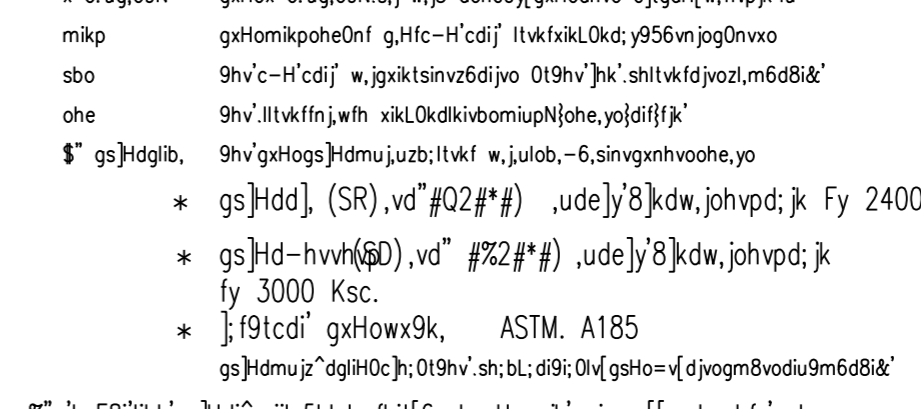 mikp gxHomikpohe0nf g,Hfc-H'cdij' ltvkfxikL0kd;y956vnjog0nvxo
sbo 9hv'c-H'cdij' w,jgxiktsinvz6dijvo 0t9hv']hk'.shltvkfdjvozl,m6d8i&'
ohe 9hv'.lltvkffnj,wfh xikL0kdlkivbomiupN}ohe,yo}dif}fjk'
$" gs]Hdglib, 9hv'gxHogs]Hdmuj,uzb;ltvkf w,j,ulob,-6,sinvgxnhvoohe,yo
* gs]Hdd], (SR),vd"#Q2#*#) ,ude]y'8]kdw,johvpd;jk Fy 2400
* gs]Hd-hvvhvp(SD),vd" #%2#*#) ,ude]y'8]kdw,johvpd;jk
fy 3000 Ksc.
* ];f9tcdi' gxHowx9k, ASTM. A185
gs]Hdmujz^dgliH0c]h;0t9hv'.sh;bL;di9i;0lv[gsHo=v[djvogm8vodiu9m6d8i&'